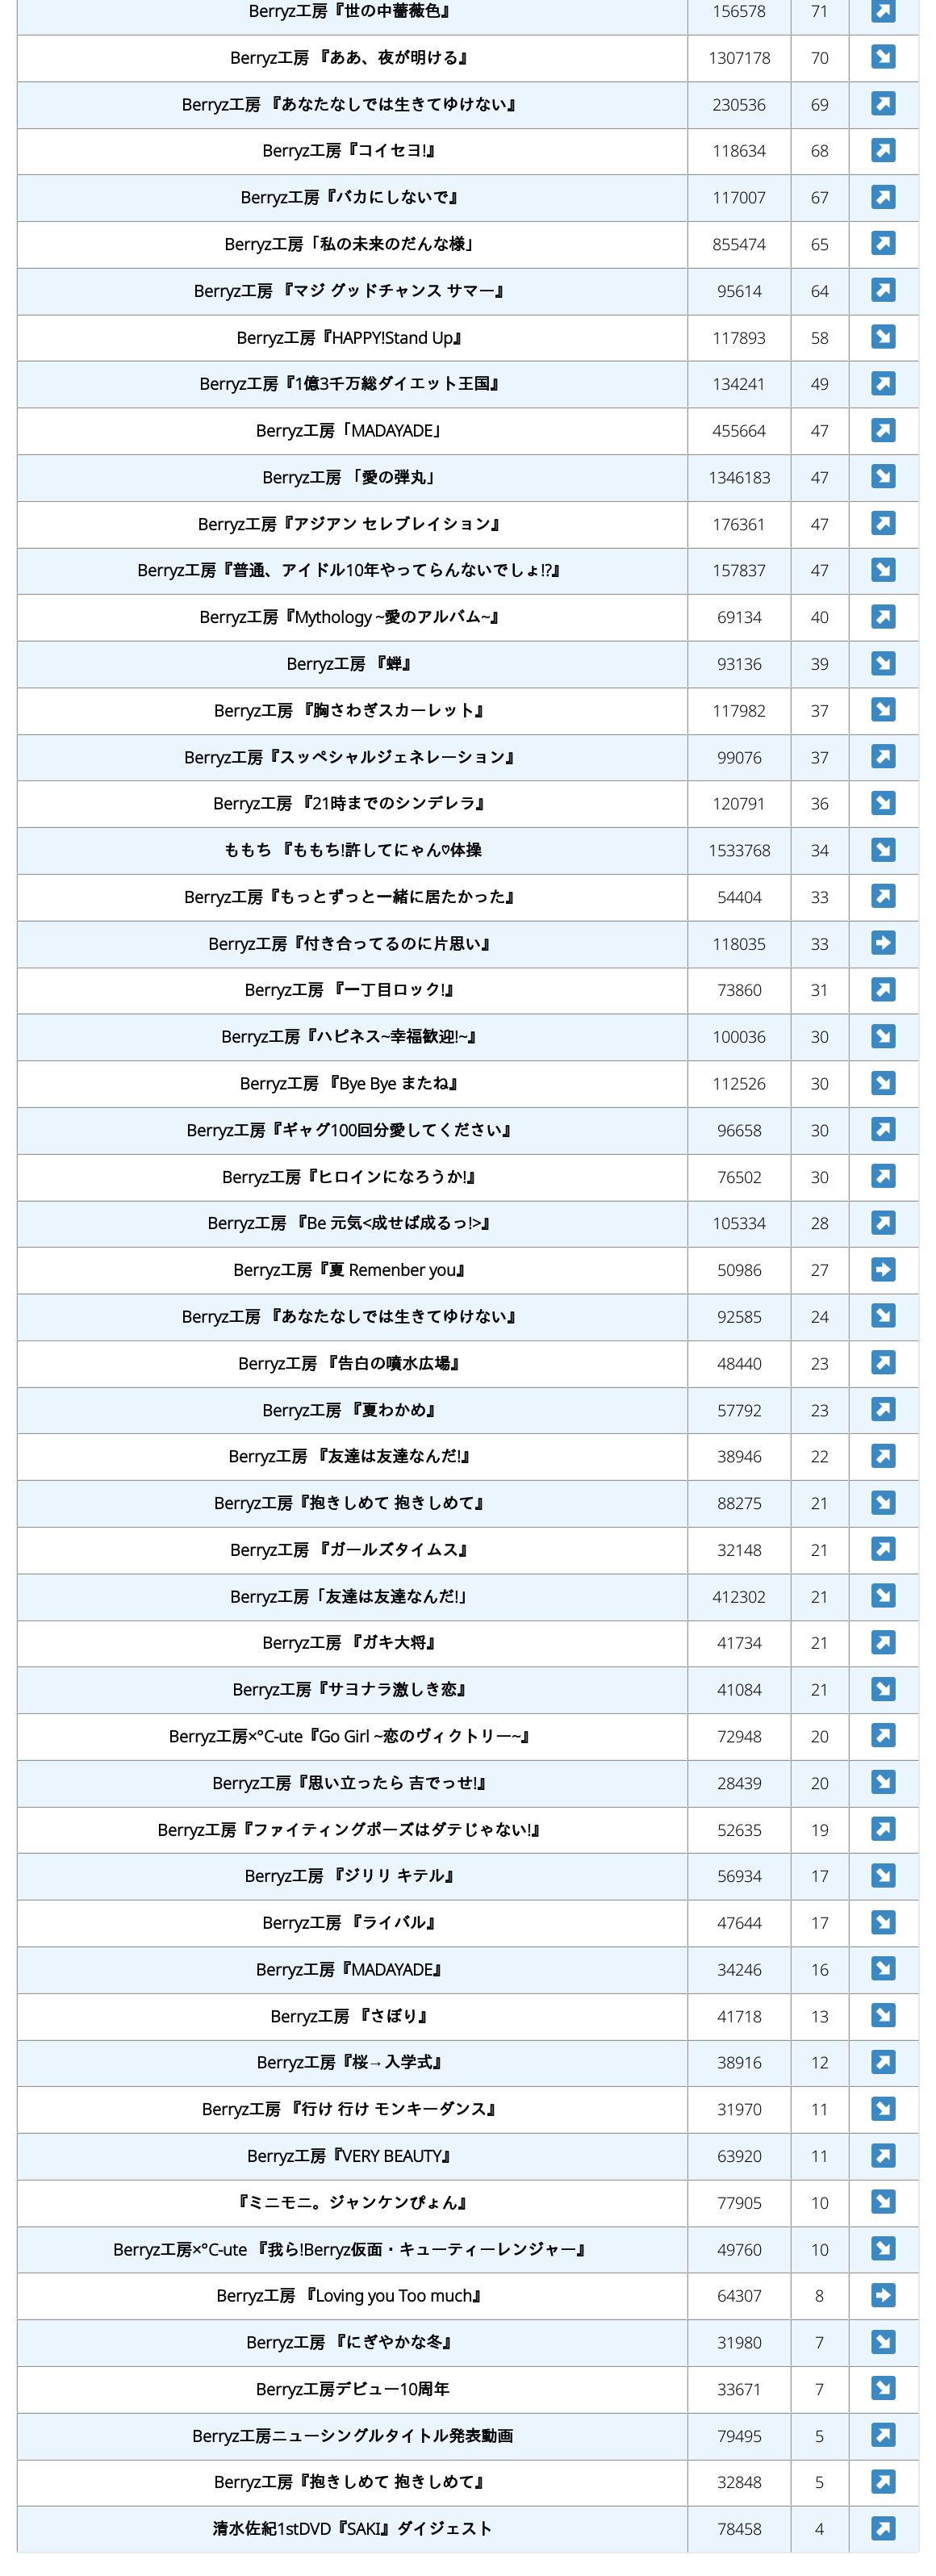 Berryz工房『世の中薔薇色』 156578 71
Berryz工房 『ああ、夜が明ける』 1307178 70
Berryz工房 『あなたなしでは生きてゆけない』 230536 69
Berryz工房『コイセヨ!』 118634 68
Berryz工房『バカにしないで』 117007 67
Berryz工房「私の未来のだんな様」 855474 65
Berryz工房 『マジ グッドチャンス サマー』 95614 64
Berryz工房『HAPPY!Stand Up』 117893 58
Berryz工房『1億3千万総ダイエット王国』 134241 49
Berryz工房「MADAYADE」 455664 47
Berryz工房 「愛の弾丸」 1346183 47
Berryz工房『アジアン セレブレイション』 176361 47
Berryz工房『普通、アイドル10年やってらんないでしょ!?』 157837 47
Berryz工房『Mythology ~愛のアルバム~』 69134 40
Berryz工房 『蝉』 93136 39
Berryz工房 『胸さわぎスカーレット』 117982 37
Berryz工房『スッペシャルジェネレーション』 99076 37
Berryz工房 『21時までのシンデレラ』 120791 36
ももち 『ももち!許してにゃん♡体操 1533768 34
Berryz工房『もっとずっと一緒に居たかった』 54404 33
Berryz工房『付き合ってるのに片思い』 118035 33
Berryz工房 『一丁目ロック!』 73860 31
Berryz工房『ハピネス~幸福歓迎!~』 100036 30
Berryz工房 『Bye Bye またね』 112526 30
Berryz工房『ギャグ100回分愛してください』 96658 30
Berryz工房『ヒロインになろうか!』 76502 30
Berryz工房 『Be 元気<成せば成るっ!>』 105334 28
Berryz工房『夏 Remenber you』 50986 27
Berryz工房 『あなたなしでは生きてゆけない』 92585 24
Berryz工房 『告白の噴水広場』 48440 23
Berryz工房 『夏わかめ』 57792 23
Berryz工房 『友達は友達なんだ!』 38946 22
Berryz工房『抱きしめて 抱きしめて』 88275 21
Berryz工房 『ガールズタイムス』 32148 21
Berryz工房「友達は友達なんだ!」 412302 21
Berryz工房 『ガキ大将』 41734 21
Berryz工房『サヨナラ激しき恋』 41084 21
Berryz工房×°C-ute『Go Girl ~恋のヴィクトリー~』 72948 20
Berryz工房『思い立ったら 吉でっせ!』 28439 20
Berryz工房『ファイティングポーズはダテじゃない!』 52635 19
Berryz工房 『ジリリ キテル』 56934 17
Berryz工房 『ライバル』 47644 17
Berryz工房『MADAYADE』 34246 16
Berryz工房 『さぼり』 41718 13
Berryz工房『桜→入学式』 38916 12
Berryz工房 『行け 行け モンキーダンス』 31970 11
Berryz工房『VERY BEAUTY』 63920 11
『ミニモニ。ジャンケンぴょん』 77905 10
Berryz工房×°C-ute 『我ら!Berryz仮面・キューティーレンジャー』 49760 10
Berryz工房 『Loving you Too much』 64307 8
Berryz工房 『にぎやかな冬』 31980 7
Berryz工房デビュー10周年 33671 7
Berryz工房ニューシングルタイトル発表動画 79495 5
Berryz工房『抱きしめて 抱きしめて』 32848 5
清水佐紀1stDVD『SAKI』ダイジェスト 78458 4